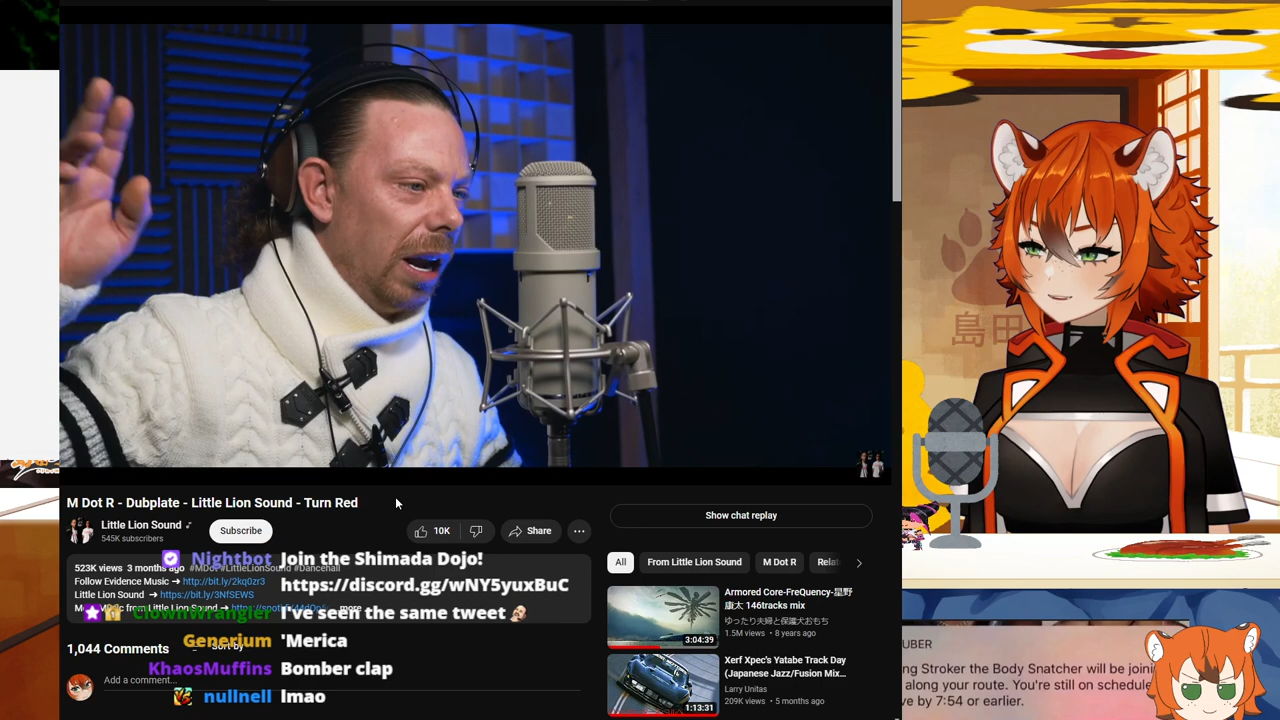 島田
M Dot R - Dubplate - Little Lion Sound - Turn Red
Little Lion Sound
545K subscribers
Subscribe
10K
Share
523K views 3 months ago #MDotR #LittleLionSound #Dancehall
Follow Evidence Music ➜ http://bit.ly/2kq0zr3
Little Lion Sound ➜ https://bit.ly/3NfSEWS
more
1,044 Comments
Sort by
Add a comment...
Nightbot Join the Shimada Dojo!
https://discord.gg/wNY5yuxBuC
ClownWrangler I've seen the same tweet
Generium 'Merica
KhaosMuffins Bomber clap
nullnell lmao
Show chat replay
All
From Little Lion Sound
M Dot R
Relat
Armored Core-FreQuency-星野
康太 146tracks mix
ゆったり夫婦と保護犬おもち
1.5M views • 8 years ago
3:04:39
Xerf Xpec's Yatabe Track Day
(Japanese Jazz/Fusion Mix...
Larry Unitas
209K views • 5 months ago
1:13:31
UBER
ng Stroker the Body Snatcher will be joini
along your route. You're still on schedule
ve by 7:54 or earlier.